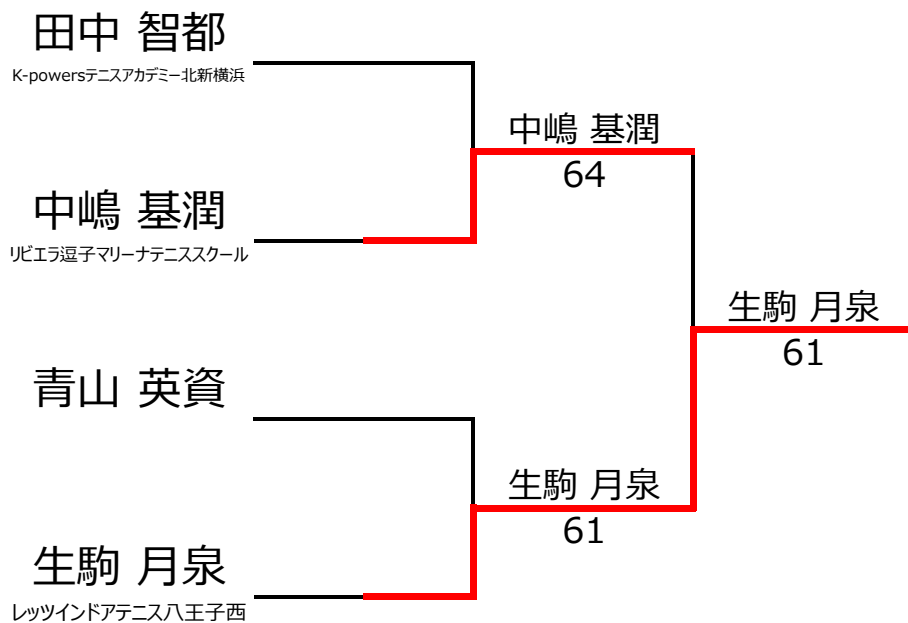 田中 智都
K-powersテニスアカデミー北新横浜
中嶋 基潤
64
中嶋 基潤
リビエラ逗子マリーナテニススクール
生駒 月泉
61
青山 英資
生駒 月泉
61
生駒 月泉
レッツインドアテニス八王子西